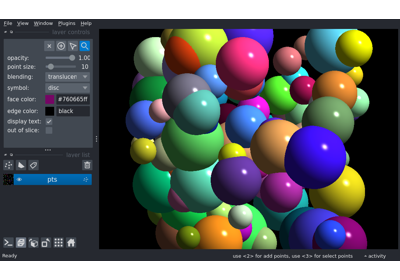 File View Window Plugins Help
layer controls
opacity: 1.00
point size: 10
blending: translucen
symbol: disc
face color: #760665ff
edge color: black
display text:
out of slice:
layer list
pts
Ready use <2> for add points, use <3> for select points activity